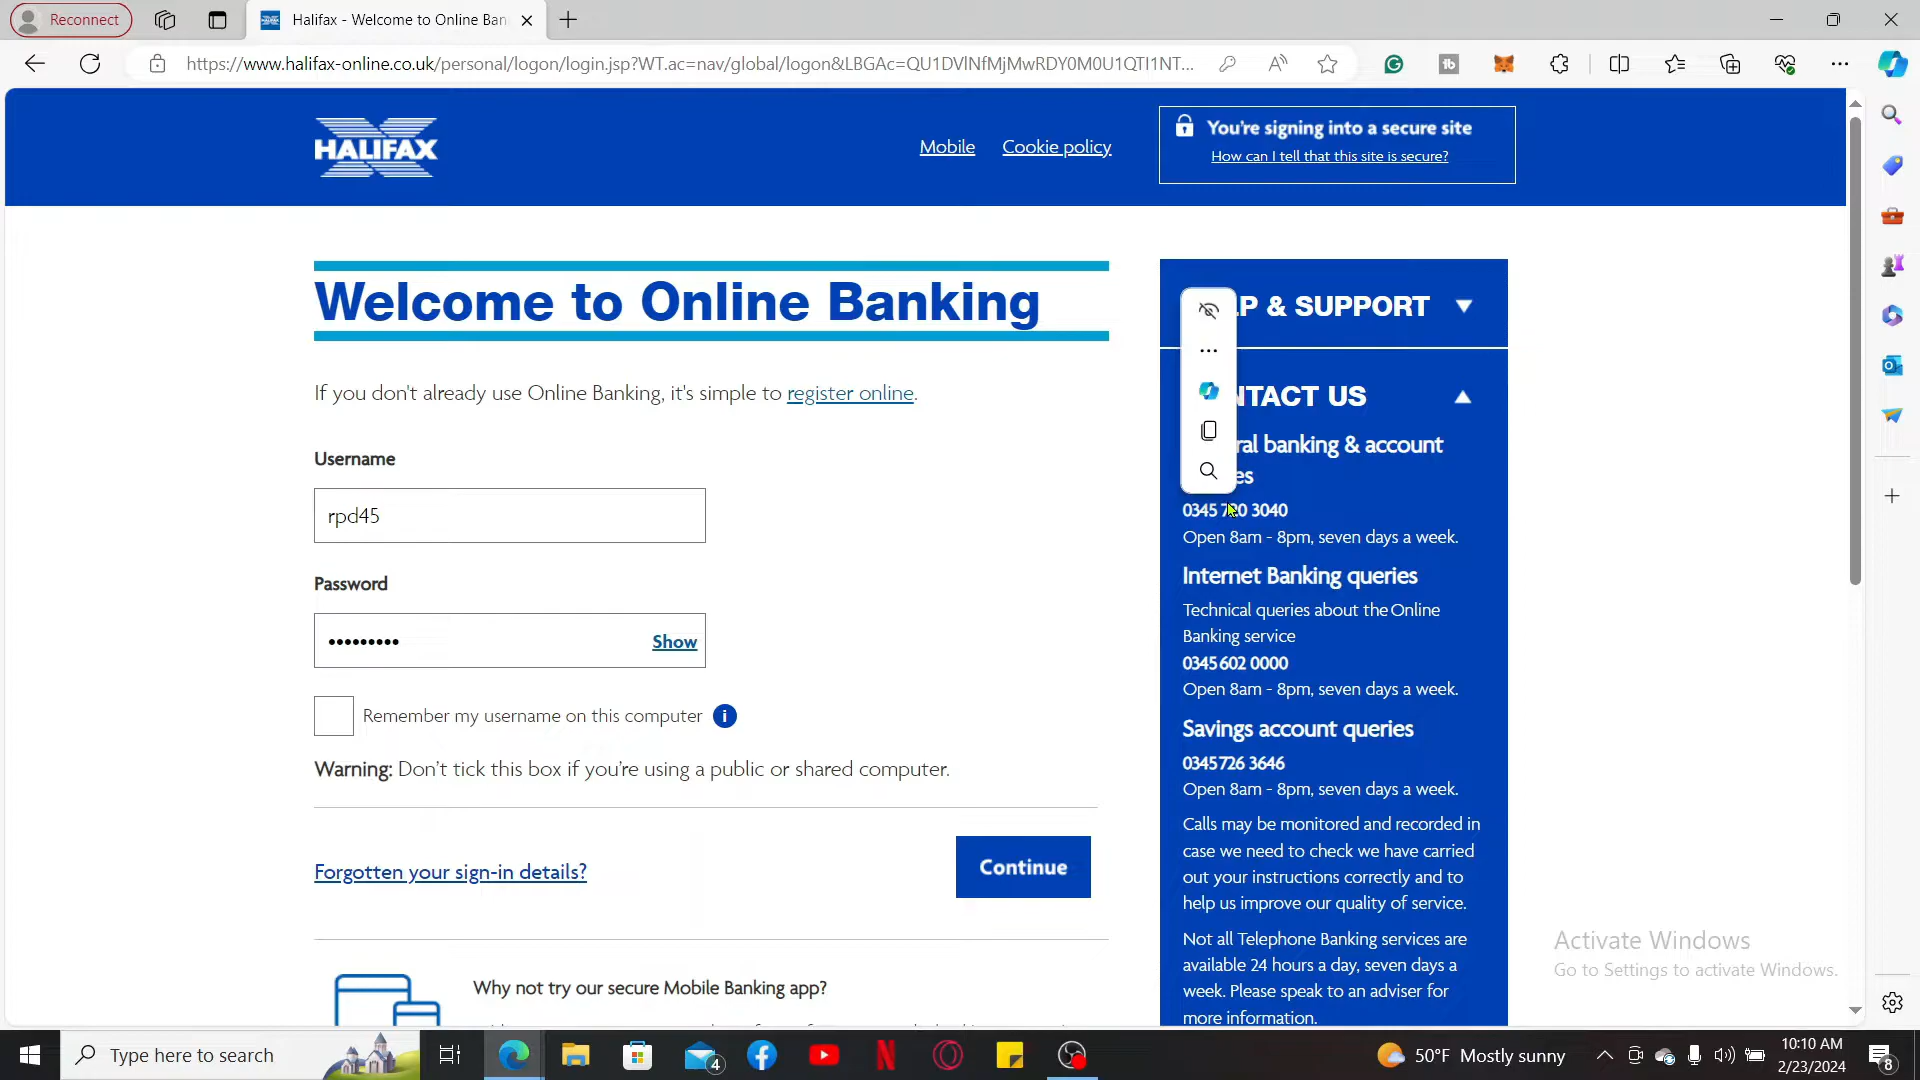 Reconnect
Halifax - Welcome to Online Ban
https://www.halifax-online.co.uk/personal/logon/login.jsp?WT.ac=nav/global/logon&LBGAc=QU1DVlNfMjMwRDY0M0U1QTI1NT...
HALIFAX
Mobile
Cookie policy
You're signing into a secure site
How can I tell that this site is secure?
Welcome to Online Banking
If you don't already use Online Banking, it's simple to register online.
Username
rpd45
Password
Show
Remember my username on this computer
Warning: Don't tick this box if you're using a public or shared computer.
Forgotten your sign-in details?
Continue
Why not try our secure Mobile Banking app?
P & SUPPORT
NTACT US
ral banking & account
es
0345 720 3040
Open 8am - 8pm, seven days a week.
Internet Banking queries
Technical queries about the Online
Banking service
0345 602 0000
Open 8am - 8pm, seven days a week.
Savings account queries
0345 726 3646
Open 8am - 8pm, seven days a week.
Calls may be monitored and recorded in
case we need to check we have carried
out your instructions correctly and to
help us improve our quality of service.
Not all Telephone Banking services are
available 24 hours a day, seven days a
week. Please speak to an adviser for
more information.
Activate Windows
Go to Settings to activate Windows.
Type here to search
4
50°F Mostly sunny
10:10 AM
2/23/2024
8